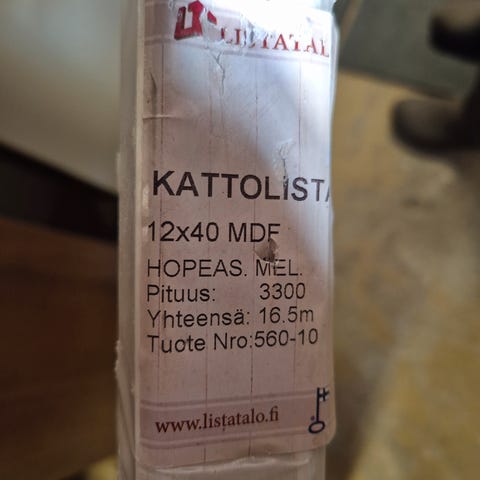 LISTATAL
KATTOLISTA
12x40 MDF
HOPEAS. MEL.
Pituus: 3300
Yhteensä: 16.5m
Tuote Nro:560-10
www.listatalo.fi